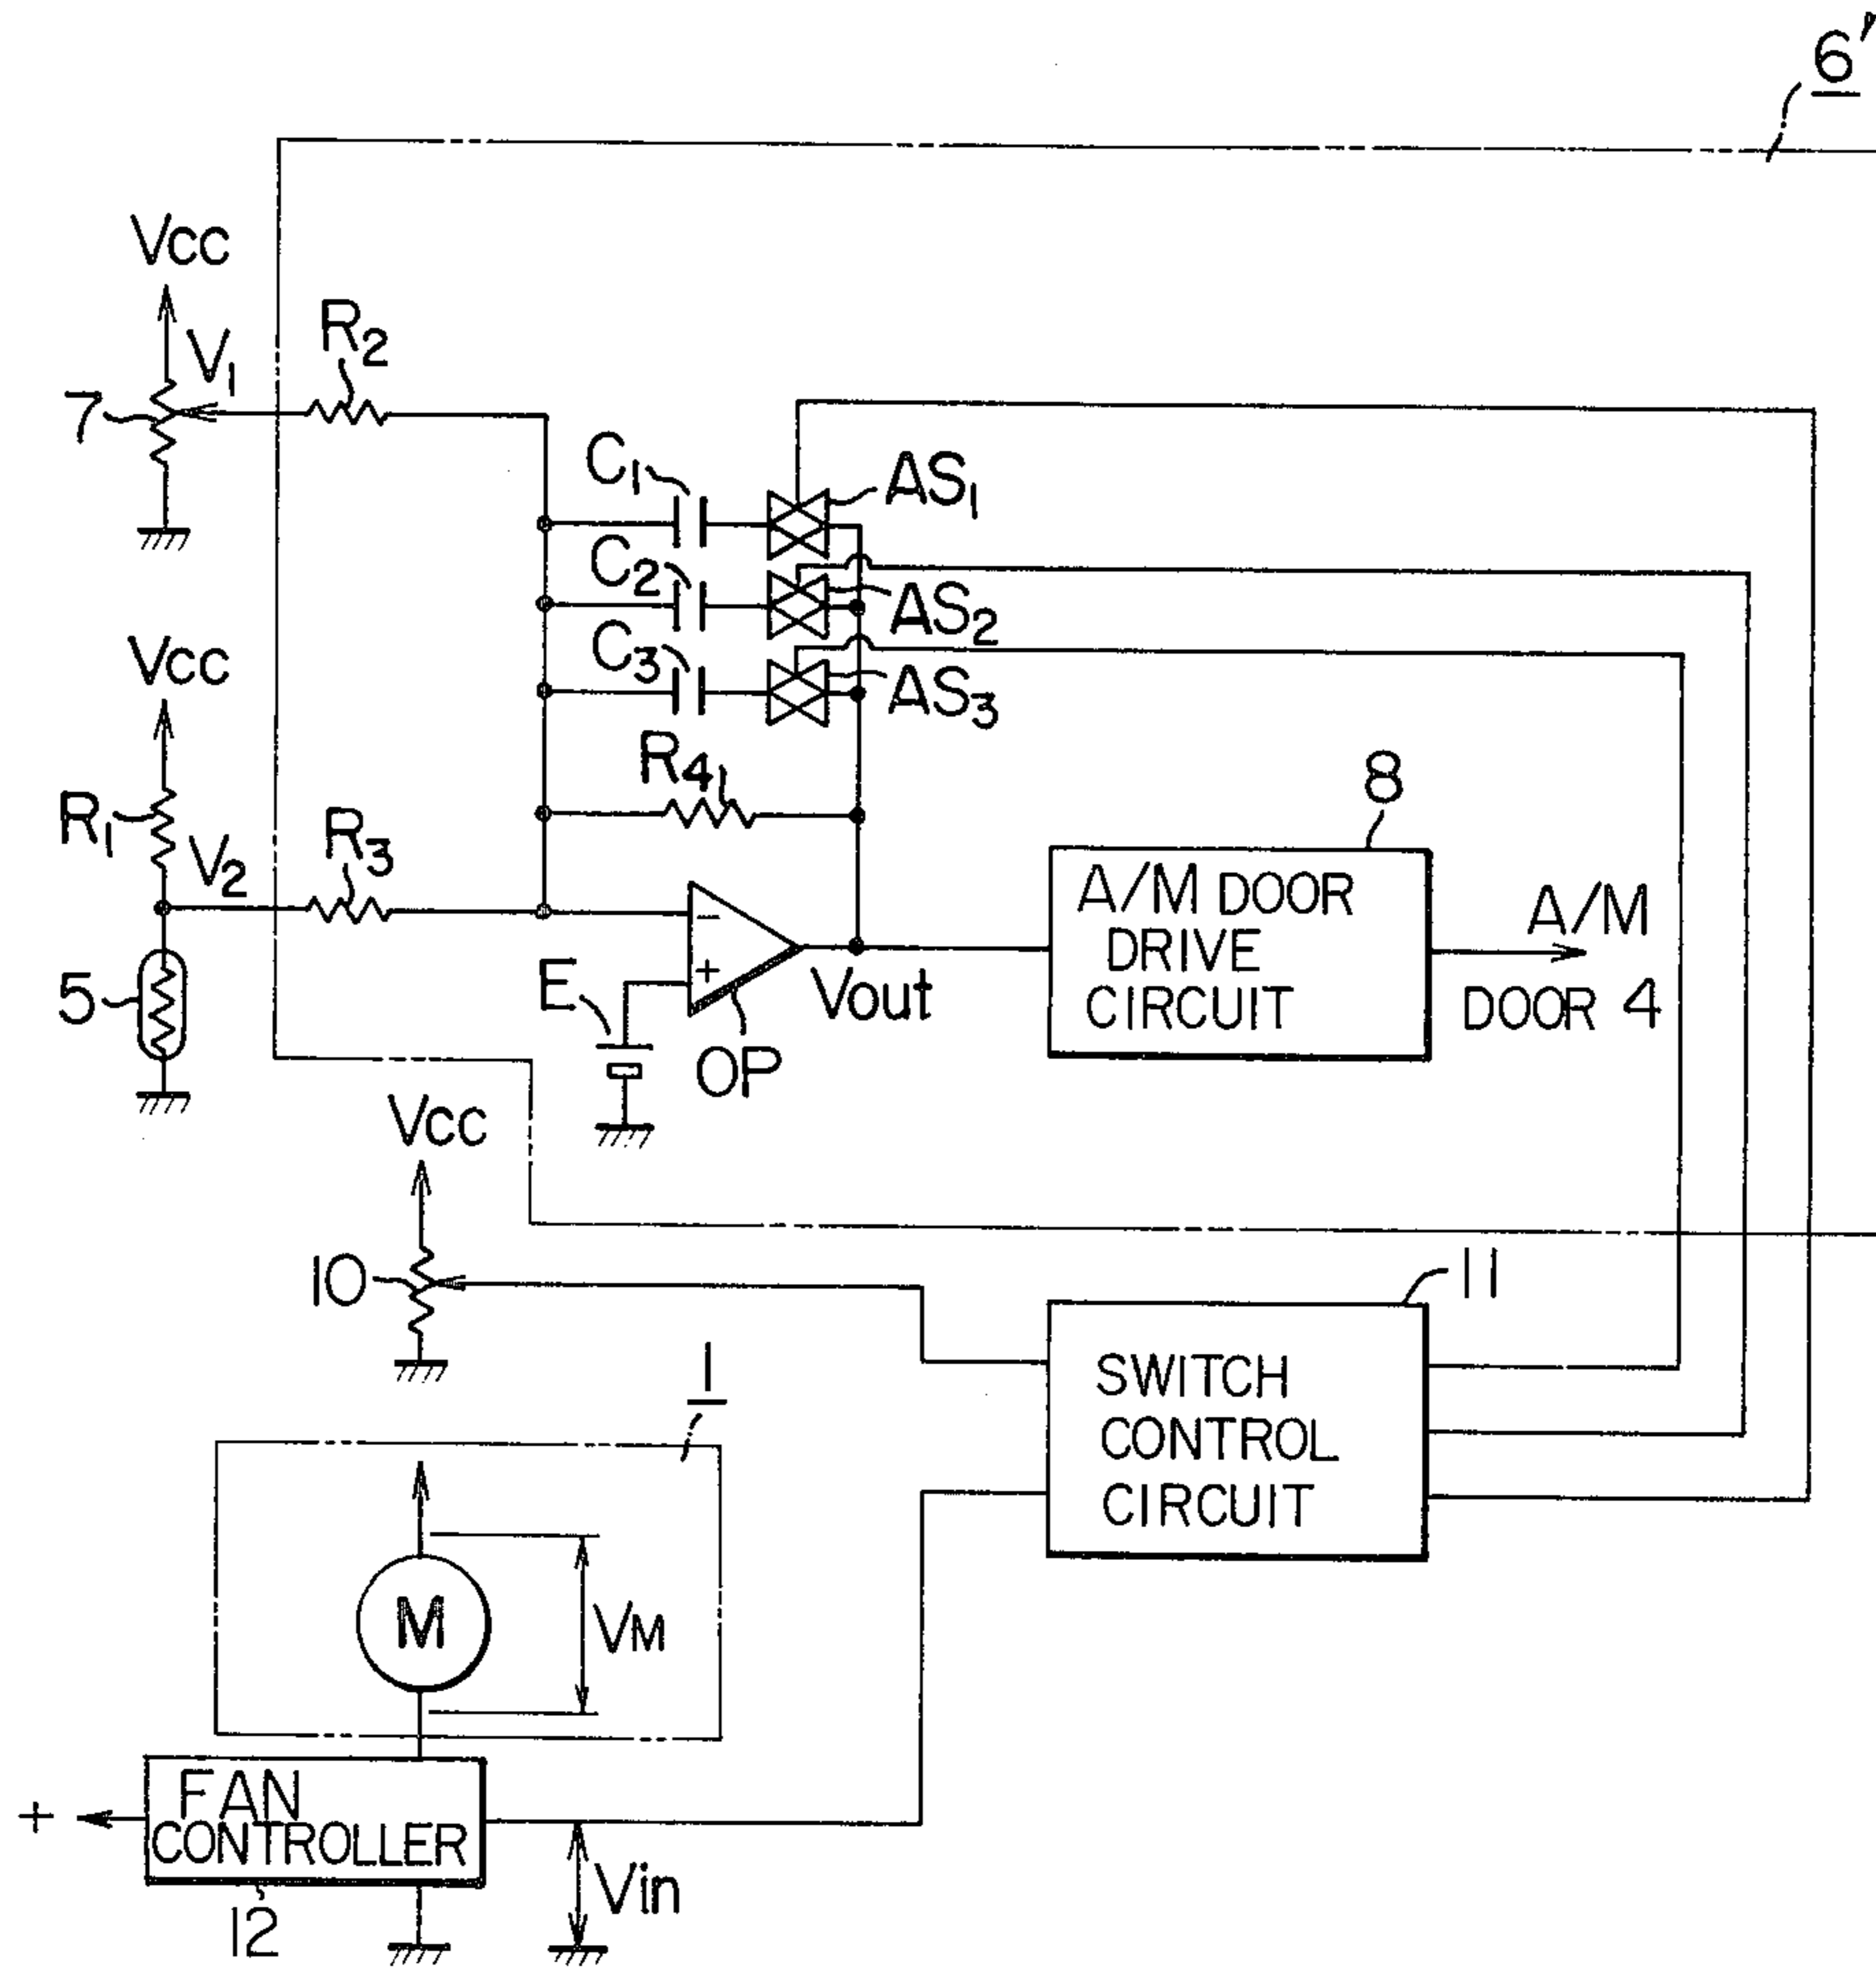 6"
Vcc
V1
7
R2
C1
AS1
C2
AS2
C3
AS3
Vcc
R1
V2
R3
R4
8
A/M DOOR
DRIVE
CIRCUIT
A/M
DOOR 4
5
E
−
+
OP
Vout
Vcc
10
11
SWITCH
CONTROL
CIRCUIT
1
M
VM
+
FAN
CONTROLLER
12
Vin